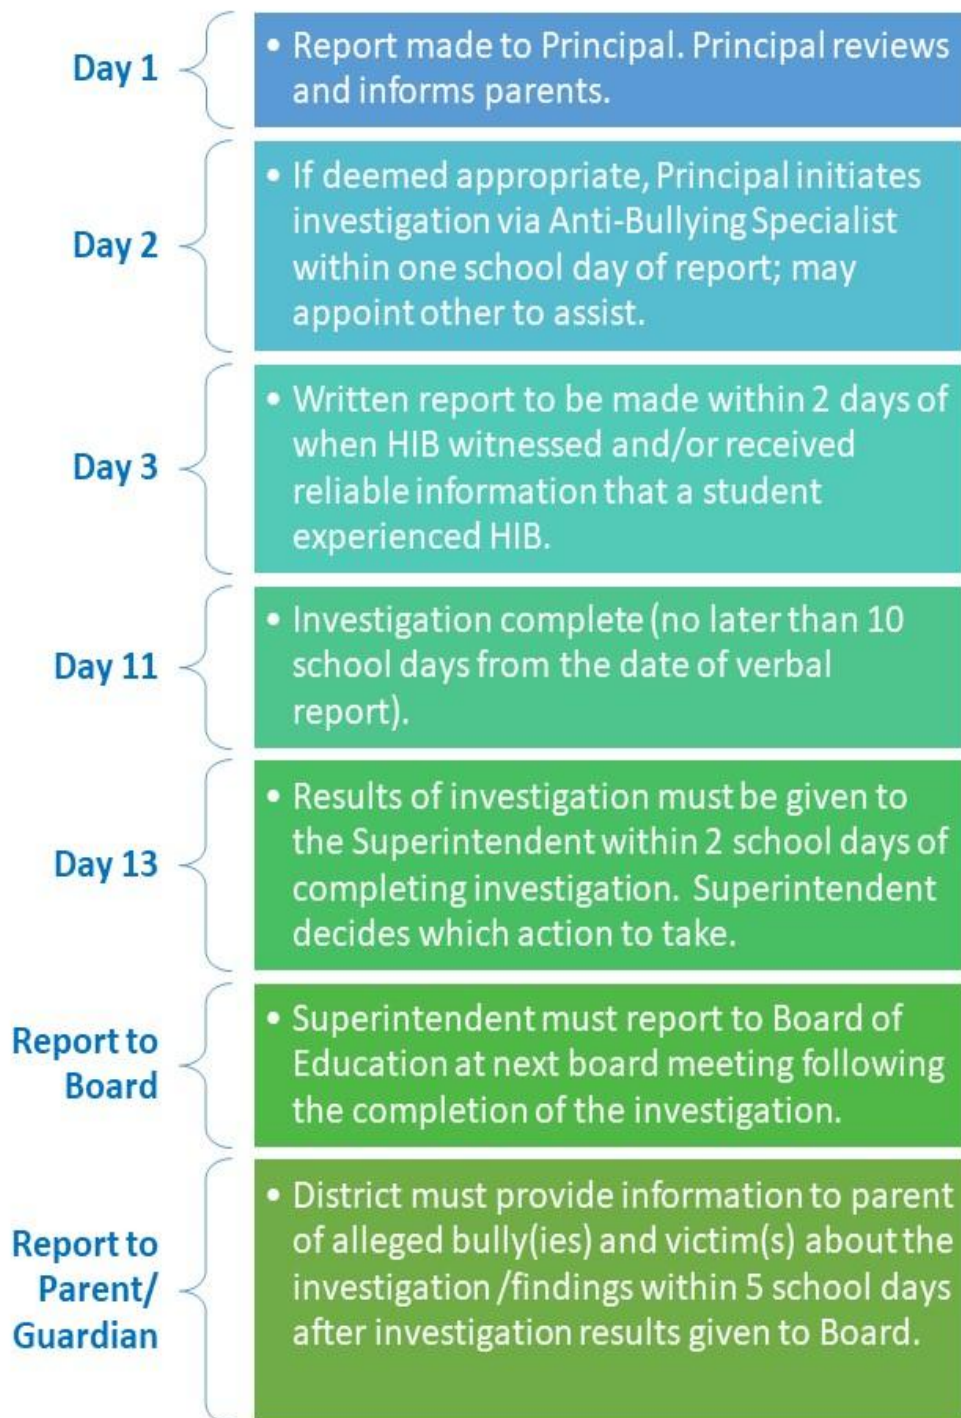 Day 1
• Report made to Principal. Principal reviews
and informs parents.
Day 2
• If deemed appropriate, Principal initiates
investigation via Anti-Bullying Specialist
within one school day of report; may
appoint other to assist.
Day 3
• Written report to be made within 2 days of
when HIB witnessed and/or received
reliable information that a student
experienced HIB.
Day 11
• Investigation complete (no later than 10
school days from the date of verbal
report).
Day 13
• Results of investigation must be given to
the Superintendent within 2 school days of
completing investigation. Superintendent
decides which action to take.
Report to
Board
• Superintendent must report to Board of
Education at next board meeting following
the completion of the investigation.
Report to
Parent/
Guardian
• District must provide information to parent
of alleged bully(ies) and victim(s) about the
investigation /findings within 5 school days
after investigation results given to Board.